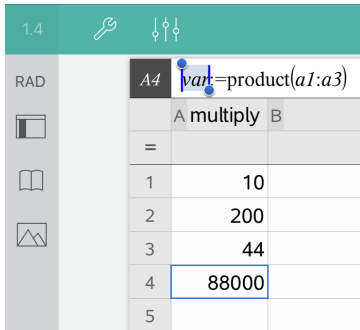 1.4
RAD
A4 var:=product(a1:a3)
A multiply B
=
1 10
2 200
3 44
4 88000
5